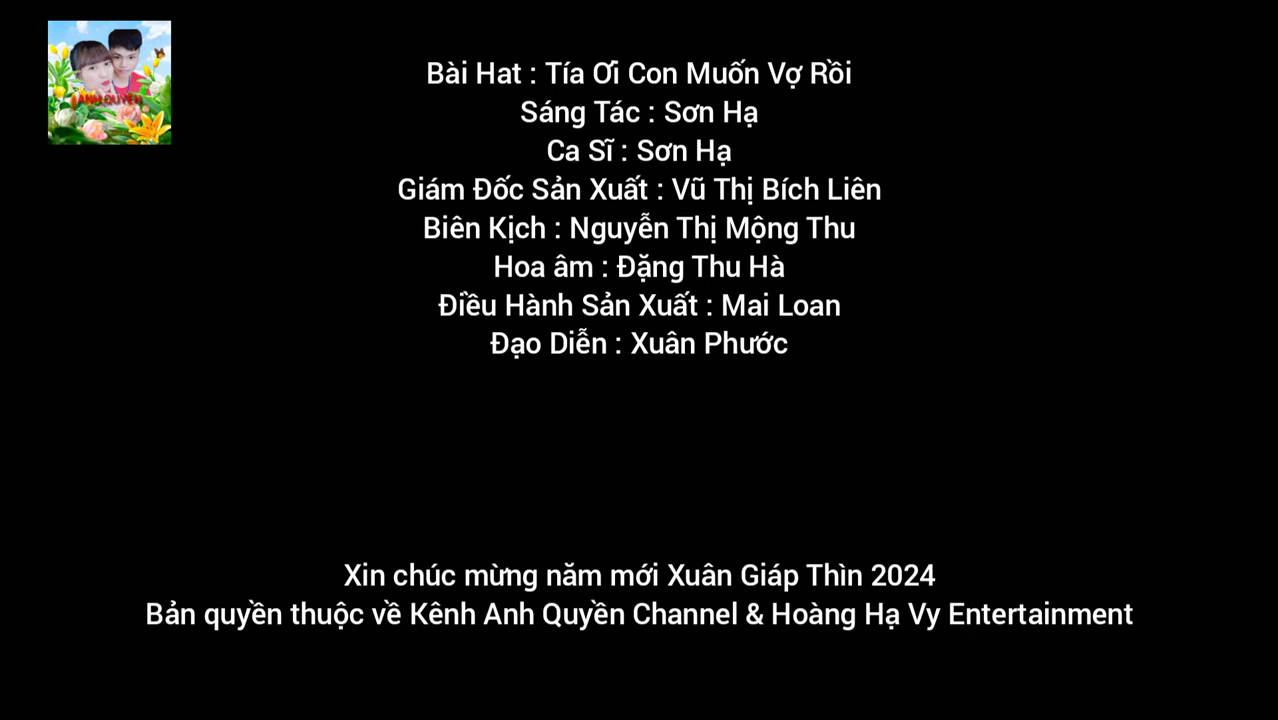 ANH QUYỀN
Bài Hat : Tía Ơi Con Muốn Vợ Rồi
Sáng Tác : Sơn Hạ
Ca Sĩ : Sơn Hạ
Giám Đốc Sản Xuất : Vũ Thị Bích Liên
Biên Kịch : Nguyễn Thị Mộng Thu
Hoa âm : Đặng Thu Hà
Điều Hành Sản Xuất : Mai Loan
Đạo Diễn : Xuân Phước
Xin chúc mừng năm mới Xuân Giáp Thìn 2024
Bản quyền thuộc về Kênh Anh Quyền Channel & Hoàng Hạ Vy Entertainment